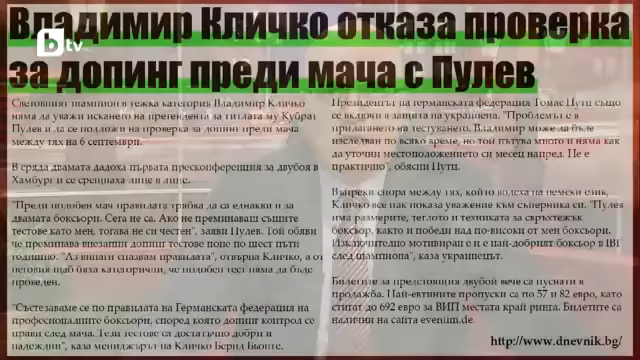 Владимир Кличко отказа проверка
за допинг преди мача с Пулев
btv
Световният шампион в тежка категория Владимир Кличко
няма да уважи искането на претендента за титлата му Кубрат
Пулев и да се подложи на проверка за допинг преди мача
между тях на 6 септември.
В сряда двамата дадоха първата пресконференция за двубоя в
Хамбург и се срещнаха лице в лице.
"Преди подобен мач правилата трябва да са еднакви и за
двамата боксьори. Сега не са. Ако не преминаваш същите
тестове като мен, тогава не си честен", заяви Пулев. Той обяви
че преминава внезапни допинг тестове поне по шест пъти
годишно. "Аз винаги спазвам правилата", отвърна Кличко, а от
неговия щаб бяха категорични, че подобен тест няма да бъде
проведен.
"Състезаваме се по правилата на Германската федерация на
професионалните боксьори, според която допинг контрол се
прави след мача. Тези тестове са достатъчно добри и
надеждни", каза мениджърът на Кличко Бернд Бьонте.
Президентът на германската федерация Томас Пути също
се включи в защита на украинеца. "Проблемът е в
прилагането на тестуването. Владимир може да бъде
изследван по всяко време, но той пътува много и няма как
да уточни местоположението си месец напред. Не е
практично", обясни Пути.
Въпреки спора между тях, който водеха на немски език,
Кличко все пак показа уважение към съперника си. "Пулев
има размерите, теглото и техниката за свръхтежък
боксьор, както и победи над по-високи от мен боксьори.
Изключително мотивиран е и е най-добрият боксьор в IBF
след шампиона", каза украинецът.
Билетите за предстоящия двубой вече са пуснати в
продажба. Най-евтините пропуски са по 57 и 82 евро, като
стигат до 692 евро за ВИП местата край ринга. Билетите са
налични на сайта eventim.de.
http://www.dnevnik.bg/